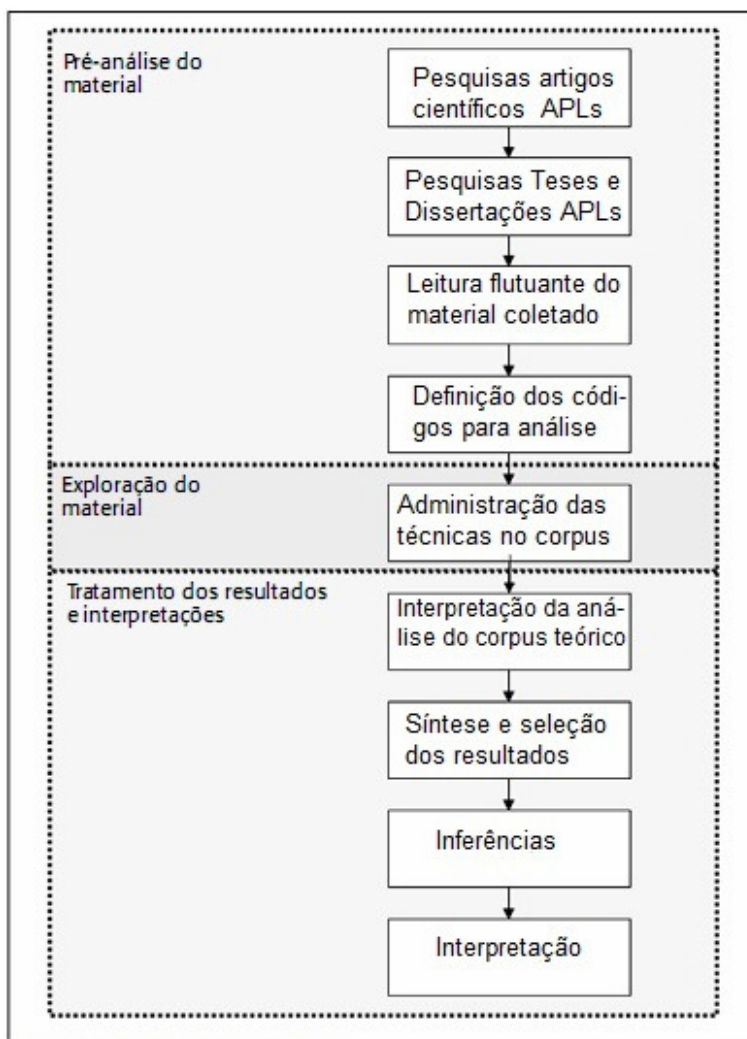 Pré-análise do
material
Pesquisas artigos
científicos APLs
Pesquisas Teses e
Dissertações APLs
Leitura flutuante do
material coletado
Definição dos códi-
gos para análise
Exploração do
material
Administração das
técnicas no corpus
Tratamento dos resultados
e interpretações
Interpretação da aná-
lise do corpus teórico
Síntese e seleção
dos resultados
Inferências
Interpretação